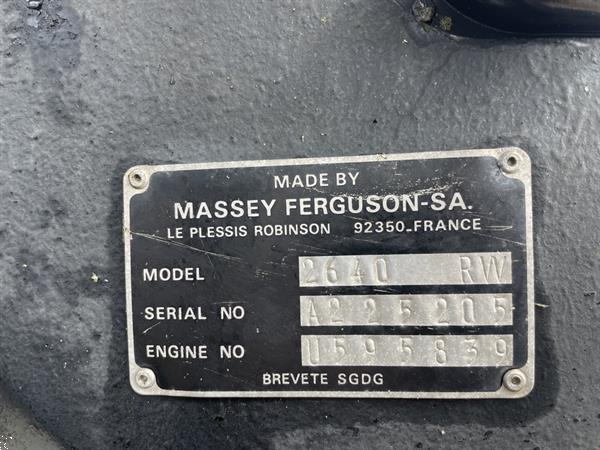 MADE BY
MASSEY FERGUSON-SA.
LE PLESSIS ROBINSON 92350-FRANCE
MODEL 2640 RW
SERIAL NO A225205
ENGINE NO U595839
BREVETE SGDG